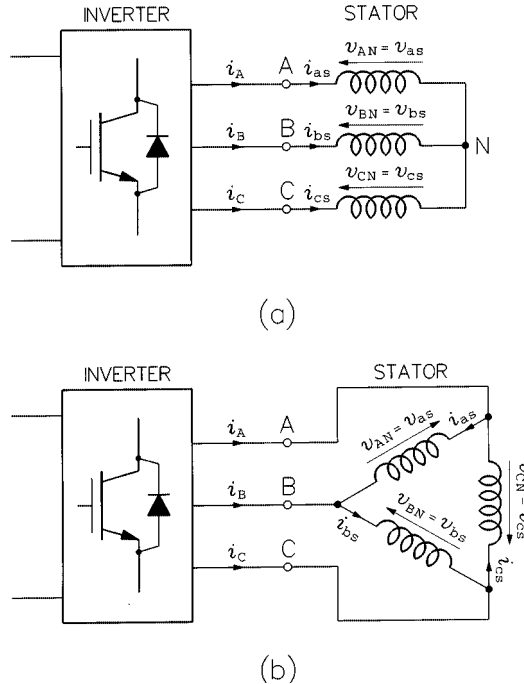 INVERTER
STATOR
i_A A i_as v_AN = v_as
i_B B i_bs v_BN = v_bs
N
i_C C i_cs v_CN = v_cs
(a)
INVERTER
STATOR
i_A A
v_AN = v_as i_as
i_B B
v_CN = v_cs
v_BN = v_bs
i_bs
i_C C
i_cs
(b)